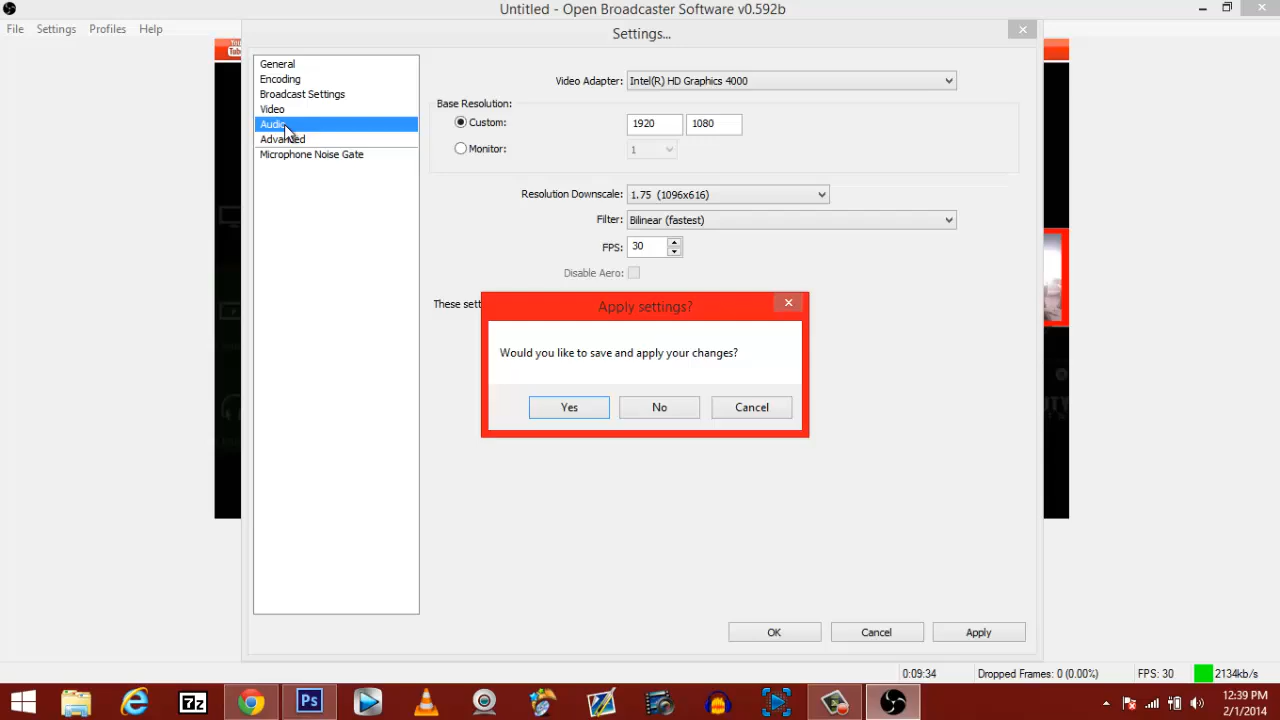 Untitled - Open Broadcaster Software v0.592b
File Settings Profiles Help
Settings...
General
Encoding
Broadcast Settings
Video
Audio
Advanced
Microphone Noise Gate
Video Adapter: Intel(R) HD Graphics 4000
Base Resolution:
Custom: 1920 1080
Monitor: 1
Resolution Downscale: 1.75 (1096x616)
Filter: Bilinear (fastest)
FPS: 30
Disable Aero:
These sett
Apply settings?
Would you like to save and apply your changes?
Yes No Cancel
OK Cancel Apply
0:09:34 Dropped Frames: 0 (0.00%) FPS: 30 2134kb/s
7z Ps
12:39 PM
2/1/2014